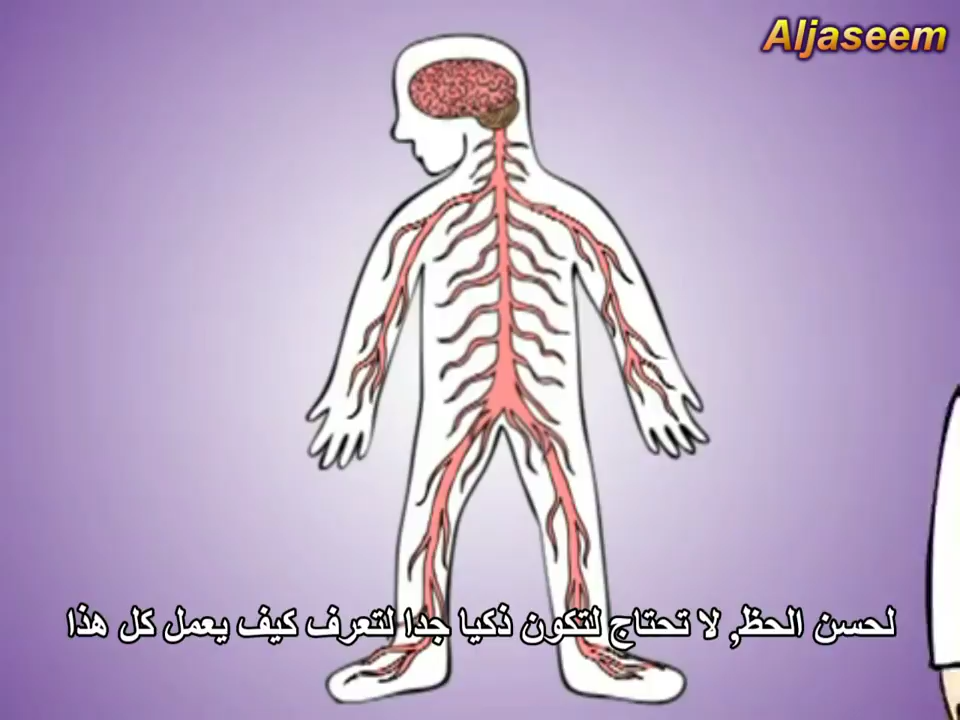 Aljaseem
لحسن الحظ, لا تحتاج لتكون ذكيا جدا لتعرف كيف يعمل كل هذا